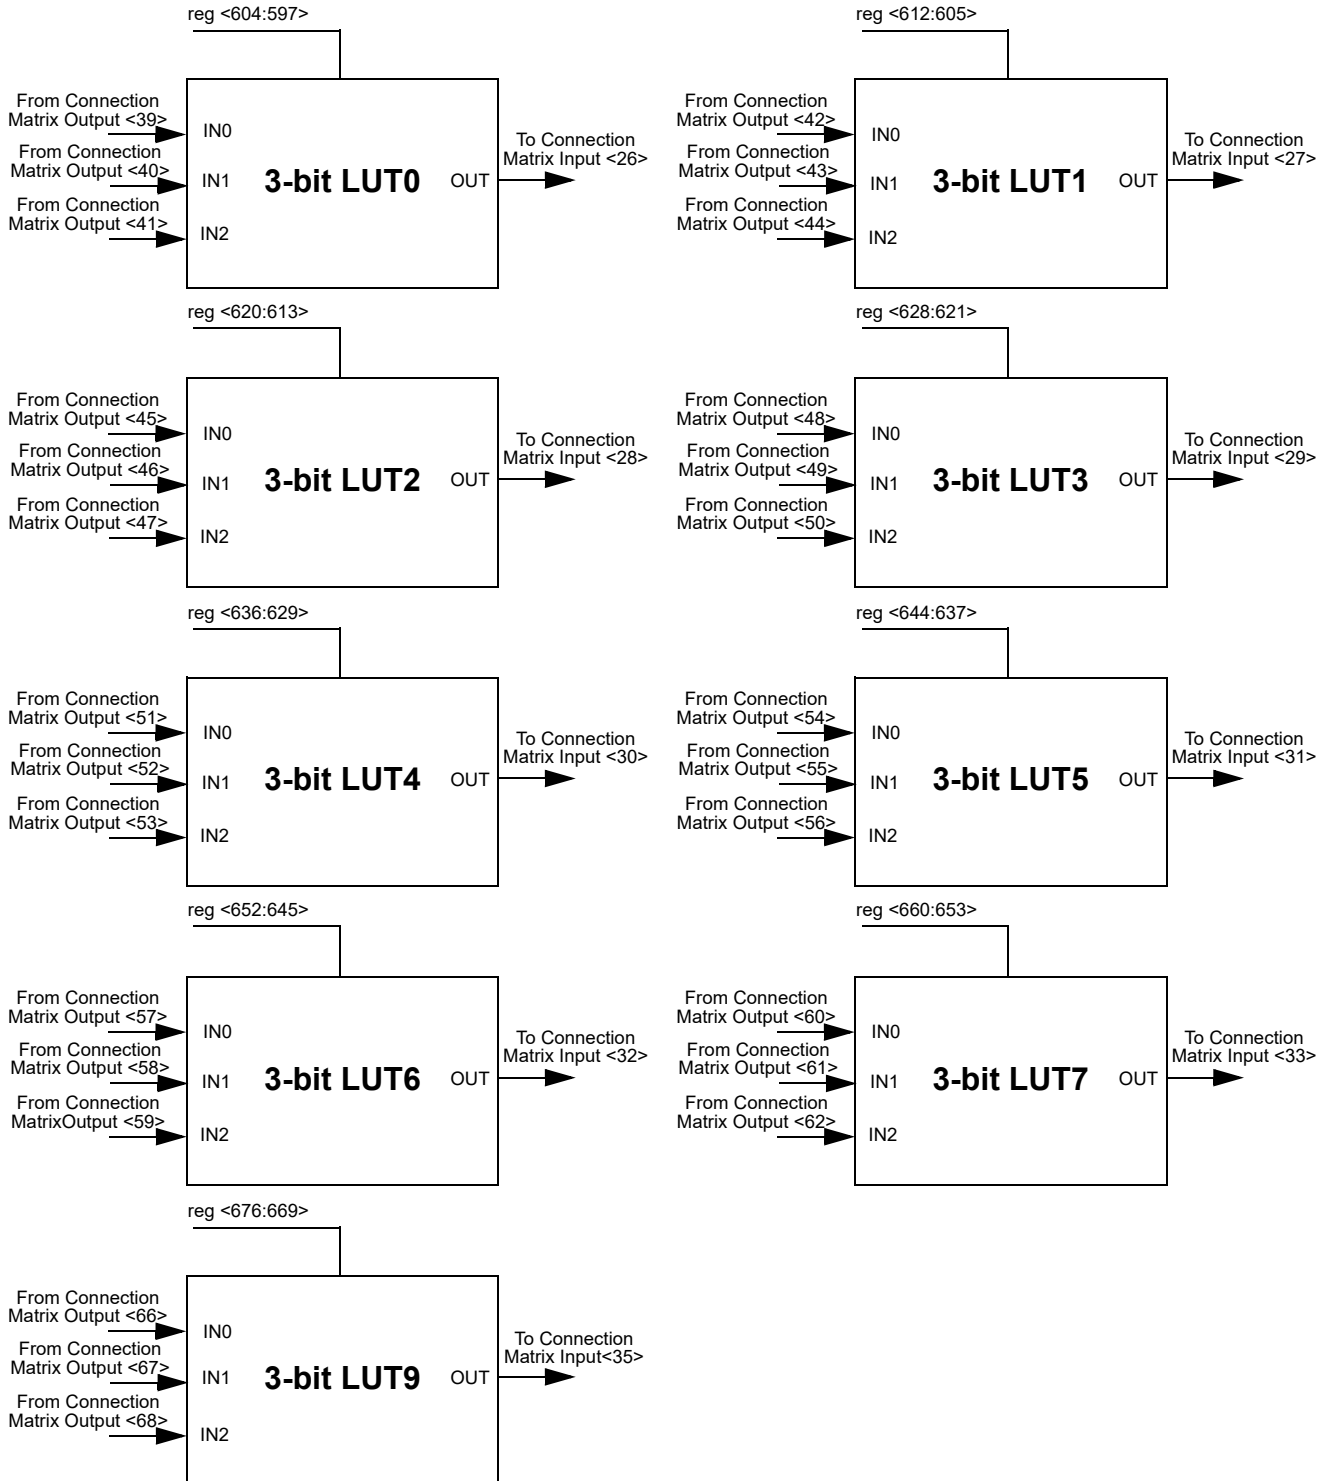 reg <604:597>
From Connection
Matrix Output <39>
From Connection
Matrix Output <40>
From Connection
Matrix Output <41>
IN0
IN1
IN2
3-bit LUT0
OUT
To Connection
Matrix Input <26>
reg <612:605>
From Connection
Matrix Output <42>
From Connection
Matrix Output <43>
From Connection
Matrix Output <44>
IN0
IN1
IN2
3-bit LUT1
OUT
To Connection
Matrix Input <27>
reg <620:613>
From Connection
Matrix Output <45>
From Connection
Matrix Output <46>
From Connection
Matrix Output <47>
IN0
IN1
IN2
3-bit LUT2
OUT
To Connection
Matrix Input <28>
reg <628:621>
From Connection
Matrix Output <48>
From Connection
Matrix Output <49>
From Connection
Matrix Output <50>
IN0
IN1
IN2
3-bit LUT3
OUT
To Connection
Matrix Input <29>
reg <636:629>
From Connection
Matrix Output <51>
From Connection
Matrix Output <52>
From Connection
Matrix Output <53>
IN0
IN1
IN2
3-bit LUT4
OUT
To Connection
Matrix Input <30>
reg <644:637>
From Connection
Matrix Output <54>
From Connection
Matrix Output <55>
From Connection
Matrix Output <56>
IN0
IN1
IN2
3-bit LUT5
OUT
To Connection
Matrix Input <31>
reg <652:645>
From Connection
Matrix Output <57>
From Connection
Matrix Output <58>
From Connection
MatrixOutput <59>
IN0
IN1
IN2
3-bit LUT6
OUT
To Connection
Matrix Input <32>
reg <660:653>
From Connection
Matrix Output <60>
From Connection
Matrix Output <61>
From Connection
Matrix Output <62>
IN0
IN1
IN2
3-bit LUT7
OUT
To Connection
Matrix Input <33>
reg <676:669>
From Connection
Matrix Output <66>
From Connection
Matrix Output <67>
From Connection
Matrix Output <68>
IN0
IN1
IN2
3-bit LUT9
OUT
To Connection
Matrix Input<35>